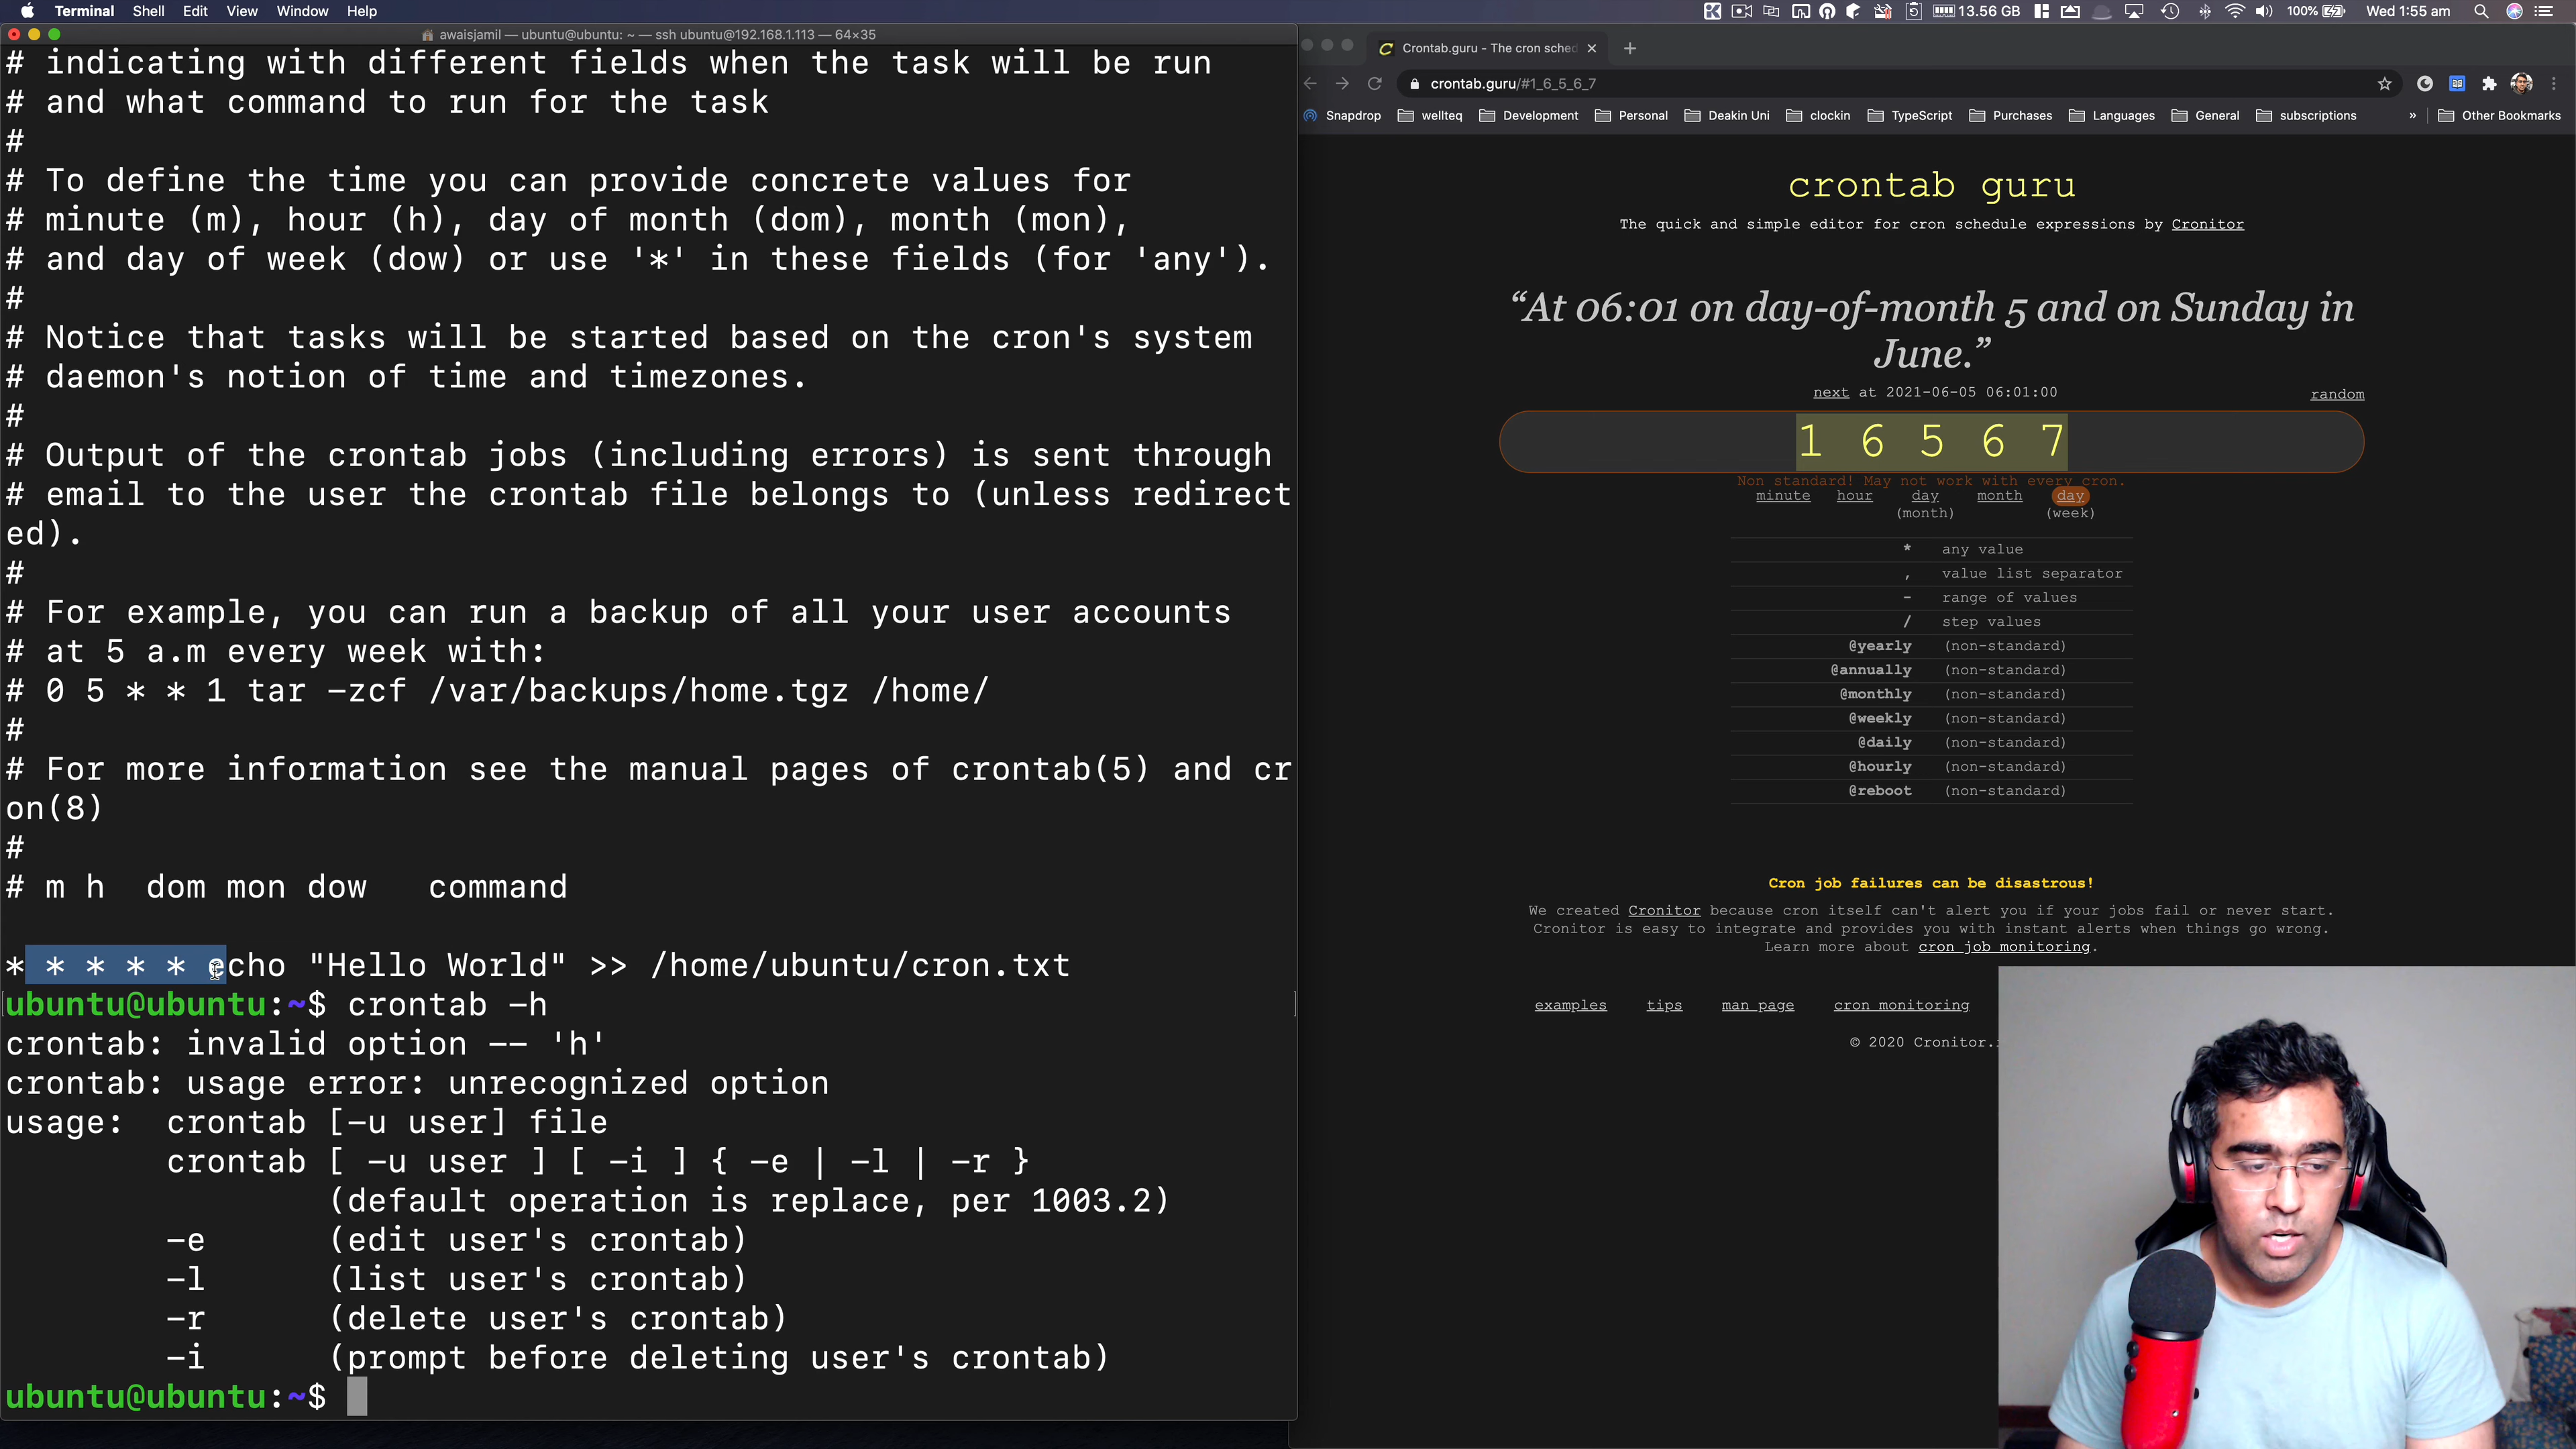 Terminal Shell Edit View Window Help 13.56 GB 100% Wed 1:55 am
awaisjamil — ubuntu@ubuntu: ~ — ssh ubuntu@192.168.1.113 — 64×35
# indicating with different fields when the task will be run
# and what command to run for the task
#
# To define the time you can provide concrete values for
# minute (m), hour (h), day of month (dom), month (mon),
# and day of week (dow) or use '*' in these fields (for 'any').
#
# Notice that tasks will be started based on the cron's system
# daemon's notion of time and timezones.
#
# Output of the crontab jobs (including errors) is sent through
# email to the user the crontab file belongs to (unless redirect
ed).
#
# For example, you can run a backup of all your user accounts
# at 5 a.m every week with:
# 0 5 * * 1 tar -zcf /var/backups/home.tgz /home/
#
# For more information see the manual pages of crontab(5) and cr
on(8)
#
# m h  dom mon dow   command
* * * * * echo "Hello World" >> /home/ubuntu/cron.txt
ubuntu@ubuntu:~$ crontab -h
crontab: invalid option -- 'h'
crontab: usage error: unrecognized option
usage:  crontab [-u user] file
crontab [ -u user ] [ -i ] { -e | -l | -r }
(default operation is replace, per 1003.2)
-e      (edit user's crontab)
-l      (list user's crontab)
-r      (delete user's crontab)
-i      (prompt before deleting user's crontab)
ubuntu@ubuntu:~$
Crontab.guru - The cron sched
crontab.guru/#1_6_5_6_7
Snapdrop wellteq Development Personal Deakin Uni clockin TypeScript Purchases Languages General subscriptions » Other Bookmarks
crontab guru
The quick and simple editor for cron schedule expressions by Cronitor
“At 06:01 on day-of-month 5 and on Sunday in
June.”
next at 2021-06-05 06:01:00
random
1 6 5 6 7
Non standard! May not work with every cron.
minute hour day month day
(month) (week)
* any value
, value list separator
- range of values
/ step values
@yearly (non-standard)
@annually (non-standard)
@monthly (non-standard)
@weekly (non-standard)
@daily (non-standard)
@hourly (non-standard)
@reboot (non-standard)
Cron job failures can be disastrous!
We created Cronitor because cron itself can't alert you if your jobs fail or never start.
Cronitor is easy to integrate and provides you with instant alerts when things go wrong.
Learn more about cron job monitoring.
examples tips man page cron monitoring
© 2020 Cronitor.